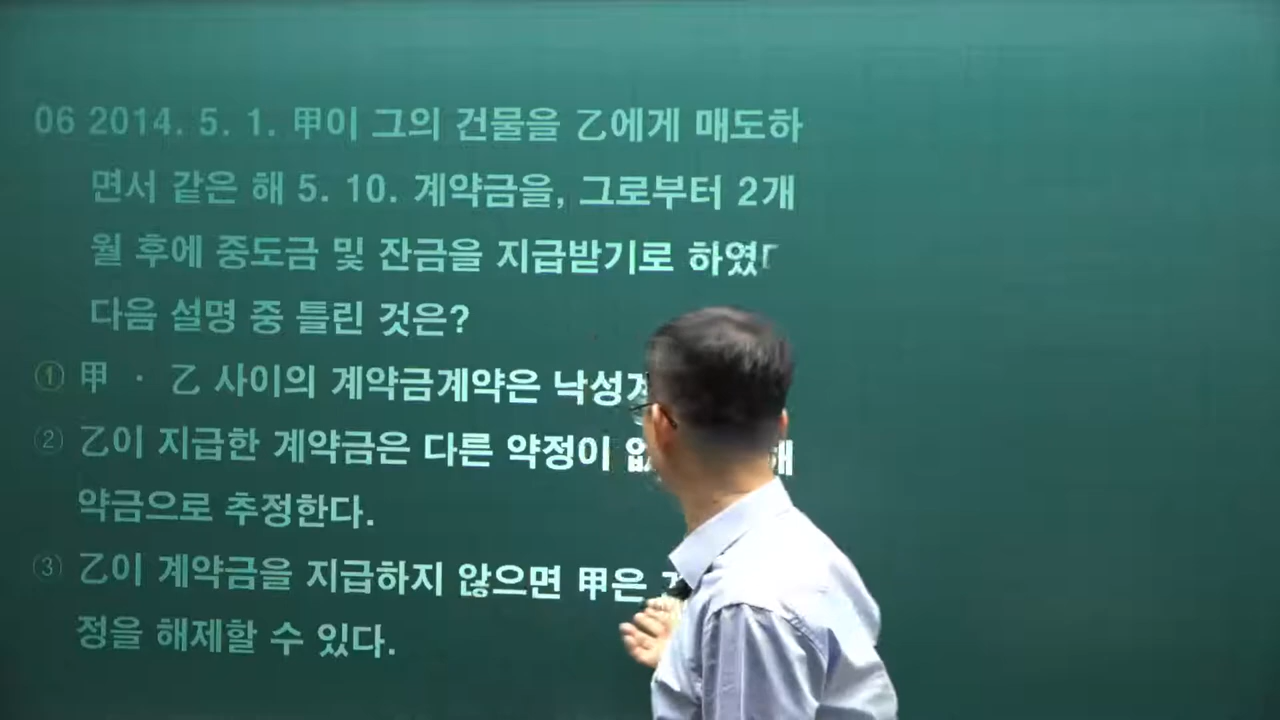 06 2014. 5. 1. 甲이 그의 건물을 乙에게 매도하
면서 같은 해 5. 10. 계약금을, 그로부터 2개
월 후에 중도금 및 잔금을 지급받기로 하였
다음 설명 중 틀린 것은?
① 甲 · 乙 사이의 계약금계약은 낙성
② 乙이 지급한 계약금은 다른 약정이 해
약금으로 추정한다.
③ 乙이 계약금을 지급하지 않으면 甲은
정을 해제할 수 있다.